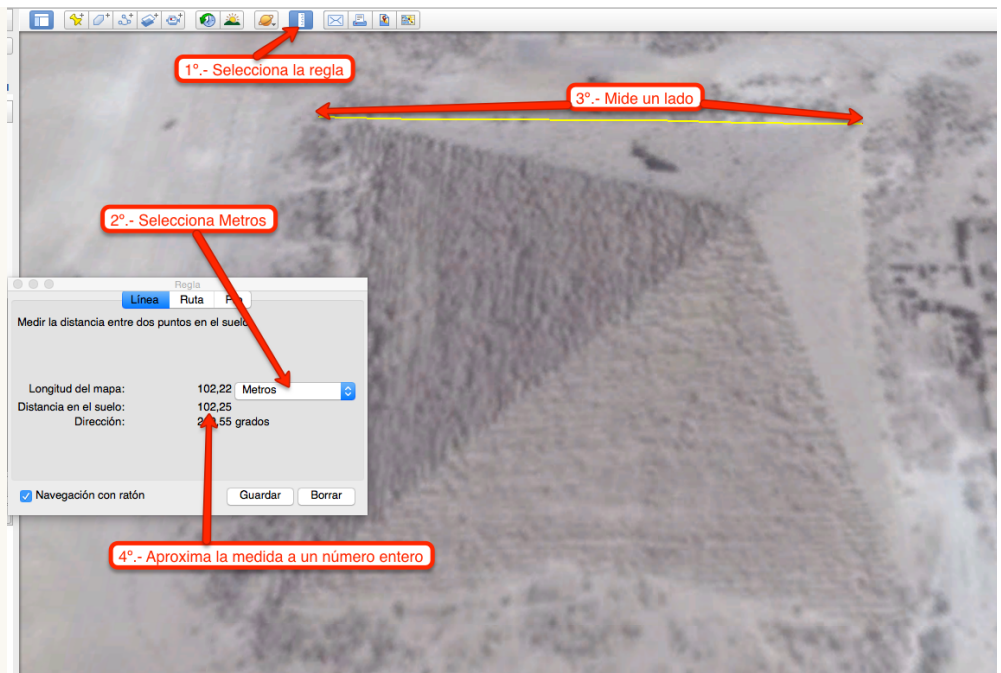 1º.- Selecciona la regla
3º.- Mide un lado
2º.- Selecciona Metros
Regla
Línea Ruta
Medir la distancia entre dos puntos en el suelo
Longitud del mapa: 102,22 Metros
Distancia en el suelo: 102,25
Dirección: ,55 grados
Navegación con ratón Guardar Borrar
4º.- Aproxima la medida a un número entero